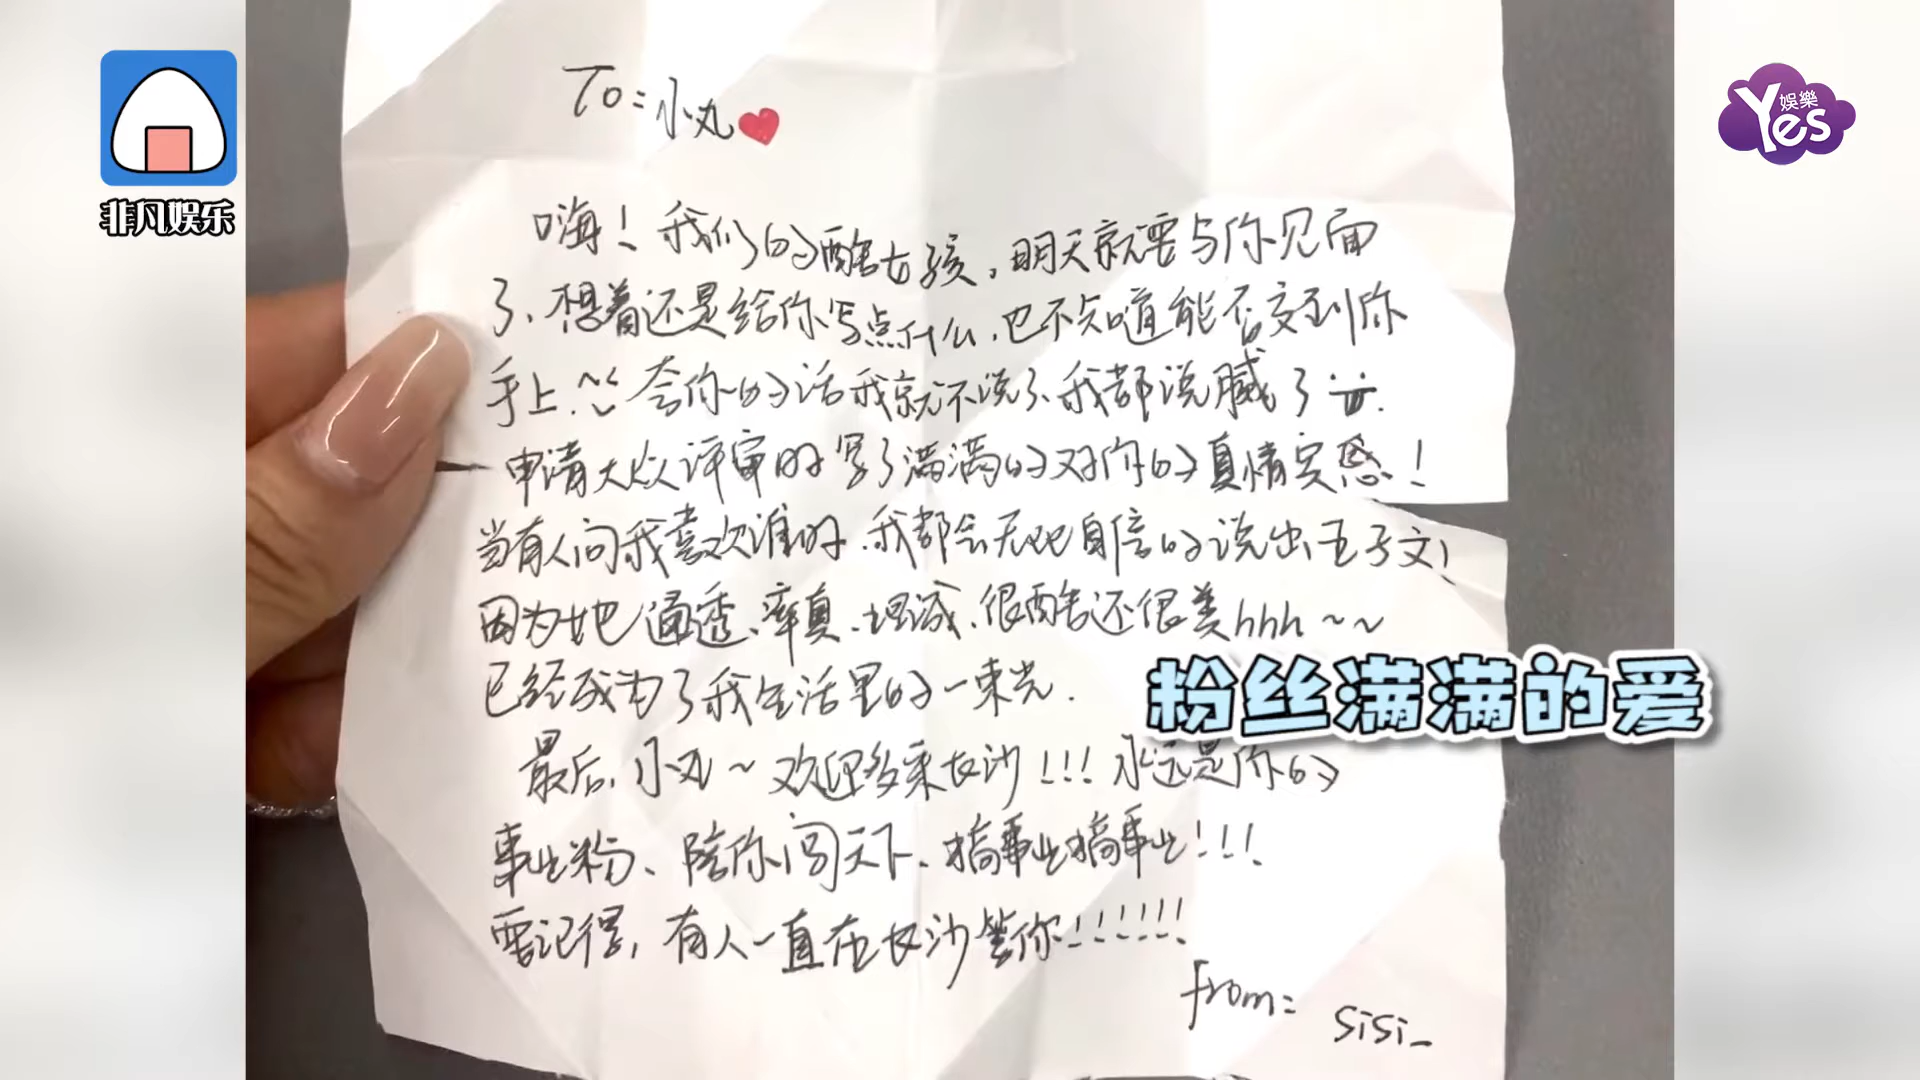 To=小丸
嗨！我们的酷女孩，明天就要与你见面
了、想着还是给你写点什么，也不知道能否交到你
手上.~ 夸你的话我就不说了、我都说腻了
申请大众评审时写了满满的对你的真情实感！
当有人问我喜欢谁时.我都会无比自信的说出王子文、
因为她通透、率真、坦诚、很酷还很美hhh~~
已经成为了我生活里的一束光.
最后，小丸~欢迎多来长沙!!!永远是你的
事业粉、陪你闯天下、搞事业搞事业!!!
要记得，有人一直在长沙等你!!!!!!
from= sisi_
粉丝满满的爱
非凡娱乐
Yes娛樂